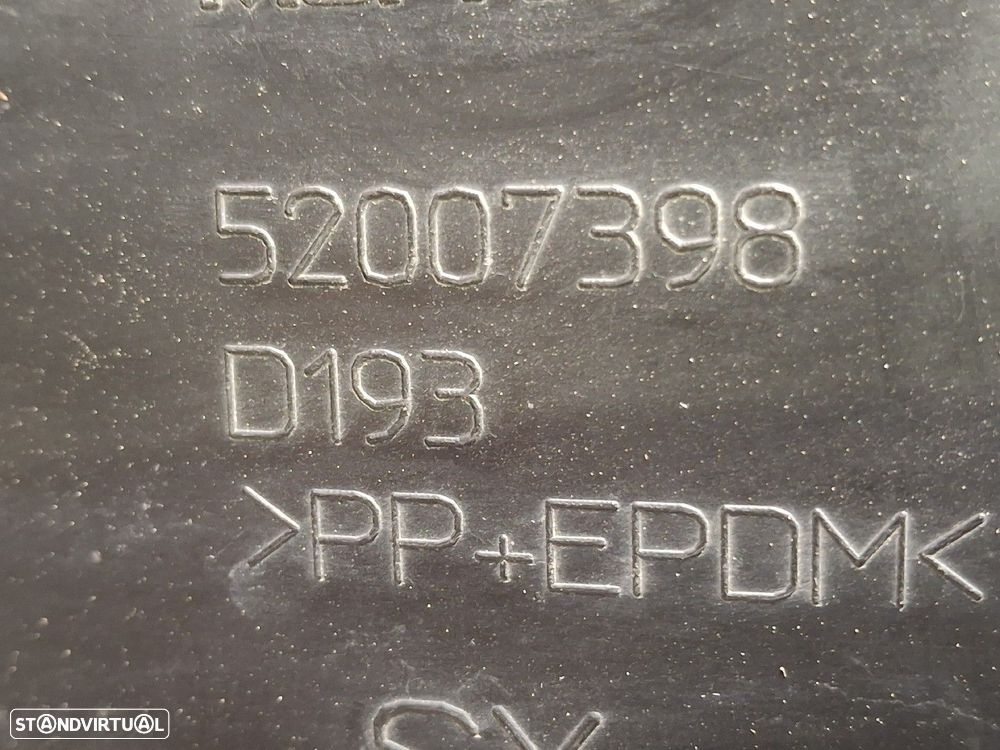 52007398
D193
>PP+EPDM<
STANDVIRTUAL